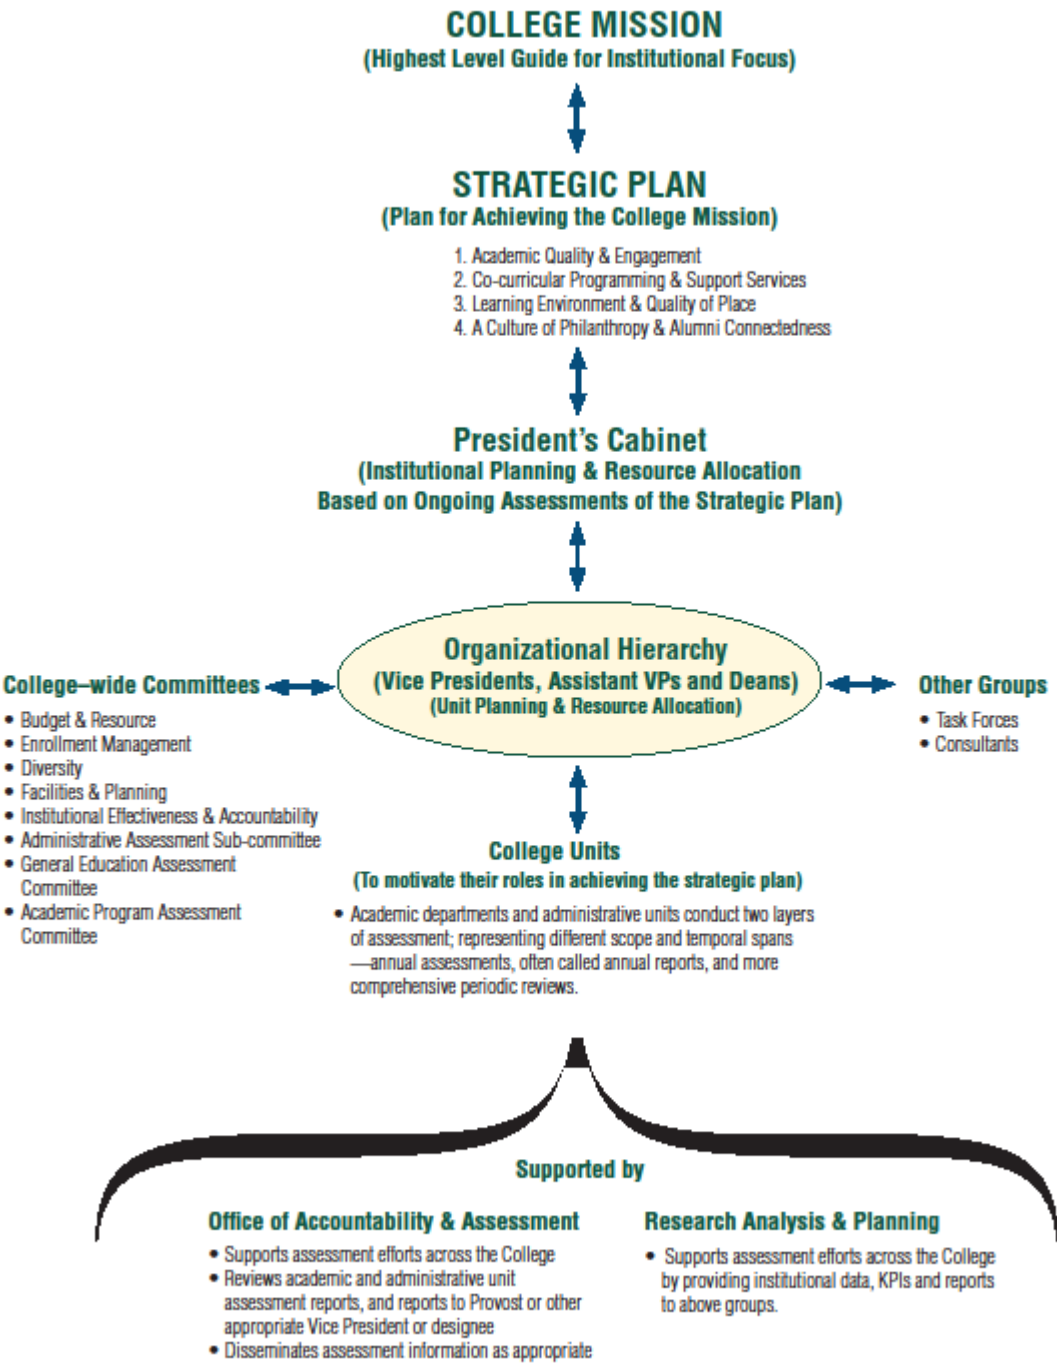 COLLEGE MISSION
(Highest Level Guide for Institutional Focus)
STRATEGIC PLAN
(Plan for Achieving the College Mission)
1. Academic Quality & Engagement
2. Co-curricular Programming & Support Services
3. Learning Environment & Quality of Place
4. A Culture of Philanthropy & Alumni Connectedness
President’s Cabinet
(Institutional Planning & Resource Allocation
Based on Ongoing Assessments of the Strategic Plan)
Organizational Hierarchy
(Vice Presidents, Assistant VPs and Deans)
(Unit Planning & Resource Allocation)
College–wide Committees
• Budget & Resource
• Enrollment Management
• Diversity
• Facilities & Planning
• Institutional Effectiveness & Accountability
• Administrative Assessment Sub-committee
• General Education Assessment
Committee
• Academic Program Assessment
Committee
Other Groups
• Task Forces
• Consultants
College Units
(To motivate their roles in achieving the strategic plan)
• Academic departments and administrative units conduct two layers
of assessment; representing different scope and temporal spans
—annual assessments, often called annual reports, and more
comprehensive periodic reviews.
Supported by
Office of Accountability & Assessment
• Supports assessment efforts across the College
• Reviews academic and administrative unit
assessment reports, and reports to Provost or other
appropriate Vice President or designee
• Disseminates assessment information as appropriate
Research Analysis & Planning
• Supports assessment efforts across the College
by providing institutional data, KPIs and reports
to above groups.